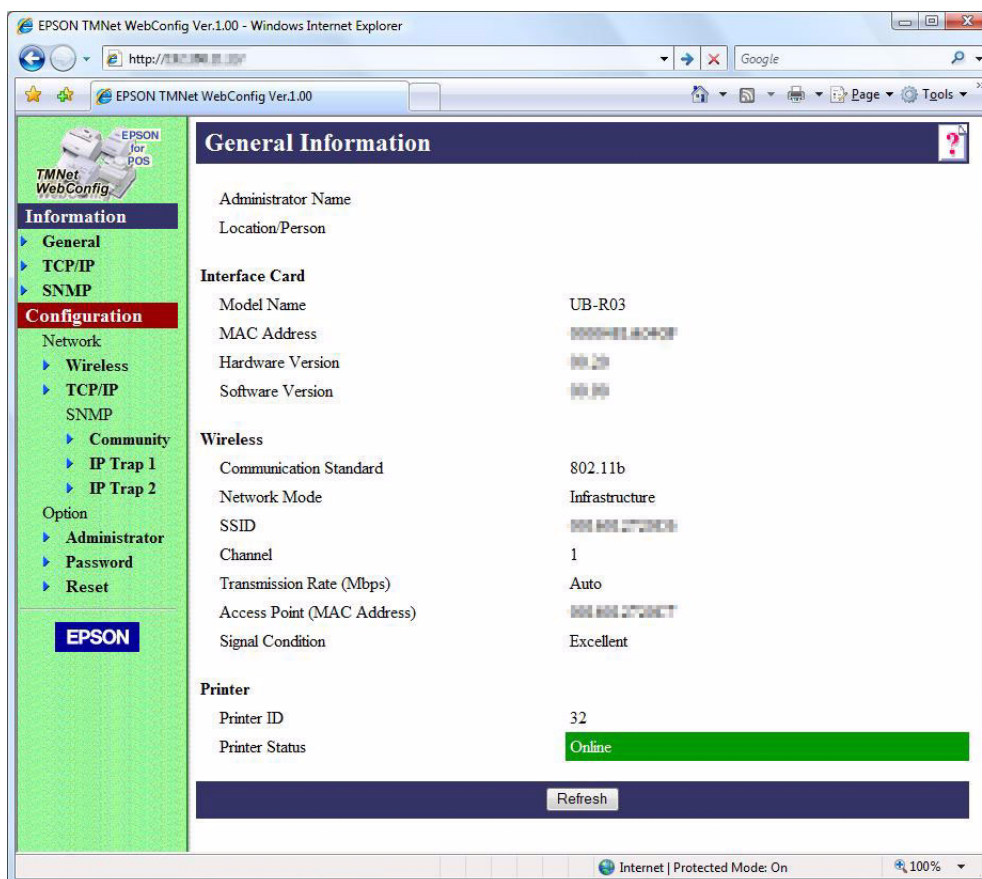 EPSON TMNet WebConfig Ver.1.00 - Windows Internet Explorer
http://
Google
EPSON TMNet WebConfig Ver.1.00
Page
Tools
EPSON
for
POS
TMNet
WebConfig
Information
General
TCP/IP
SNMP
Configuration
Network
Wireless
TCP/IP
SNMP
Community
IP Trap 1
IP Trap 2
Option
Administrator
Password
Reset
EPSON
General Information
?
Administrator Name
Location/Person
Interface Card
Model Name UB-R03
MAC Address
Hardware Version
Software Version
Wireless
Communication Standard 802.11b
Network Mode Infrastructure
SSID
Channel 1
Transmission Rate (Mbps) Auto
Access Point (MAC Address)
Signal Condition Excellent
Printer
Printer ID 32
Printer Status Online
Refresh
Internet | Protected Mode: On
100%